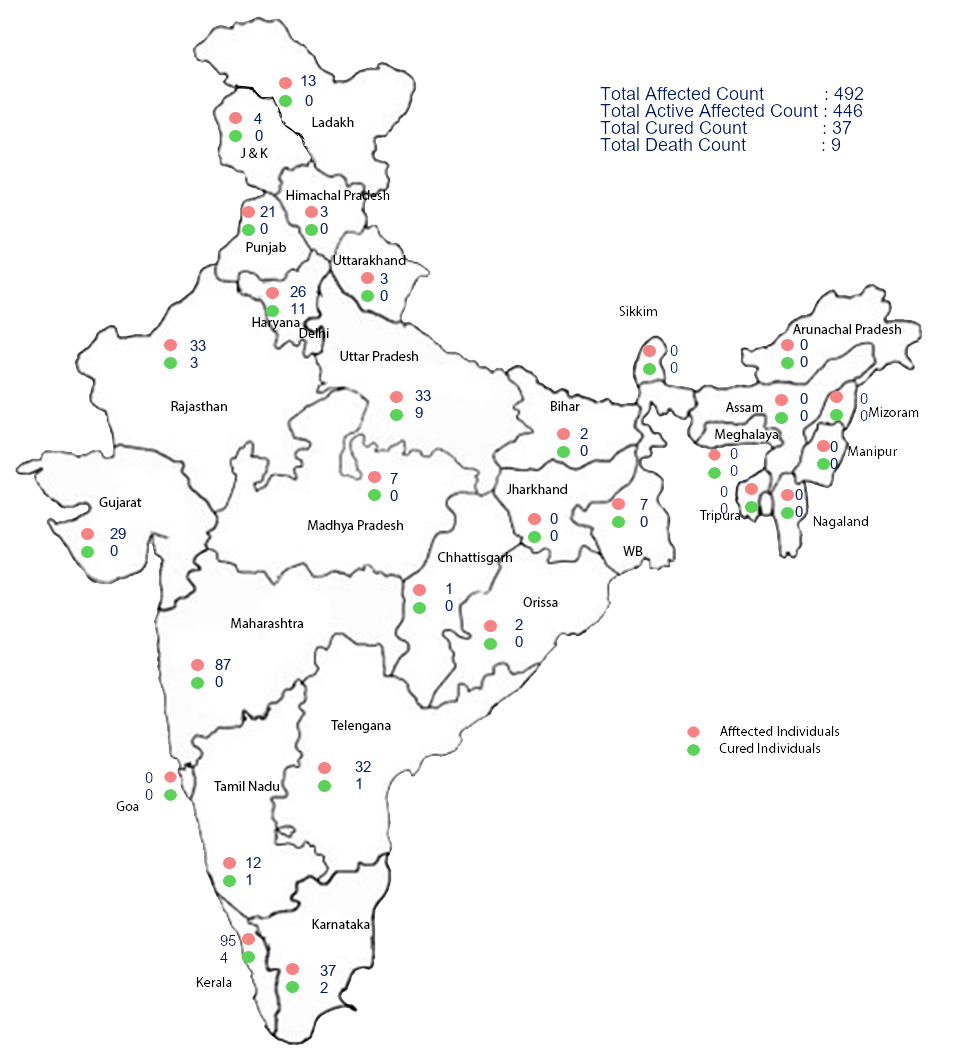 13
0
Ladakh
Total Affected Count : 492
Total Active Affected Count : 446
Total Cured Count : 37
Total Death Count : 9
4
0
J & K
Himachal Pradesh
3
0
21
0
Punjab
Uttarakhand
3
0
26
11
Haryana
Delhi
33
3
Rajasthan
Uttar Pradesh
33
9
Sikkim
0
0
Arunachal Pradesh
0
0
Bihar
2
0
Assam
0
0
0
0
Mizoram
Meghalaya
0
0
0
0
Manipur
Gujarat
29
0
7
0
Madhya Pradesh
Jharkhand
0
0
7
0
WB
0
0
Tripura
0
0
Nagaland
Chhattisgarh
1
0
Orissa
2
0
Maharashtra
87
0
Telengana
32
1
Afftected Individuals
Cured Individuals
0
0
Goa
Tamil Nadu
12
1
Karnataka
37
2
95
4
Kerala